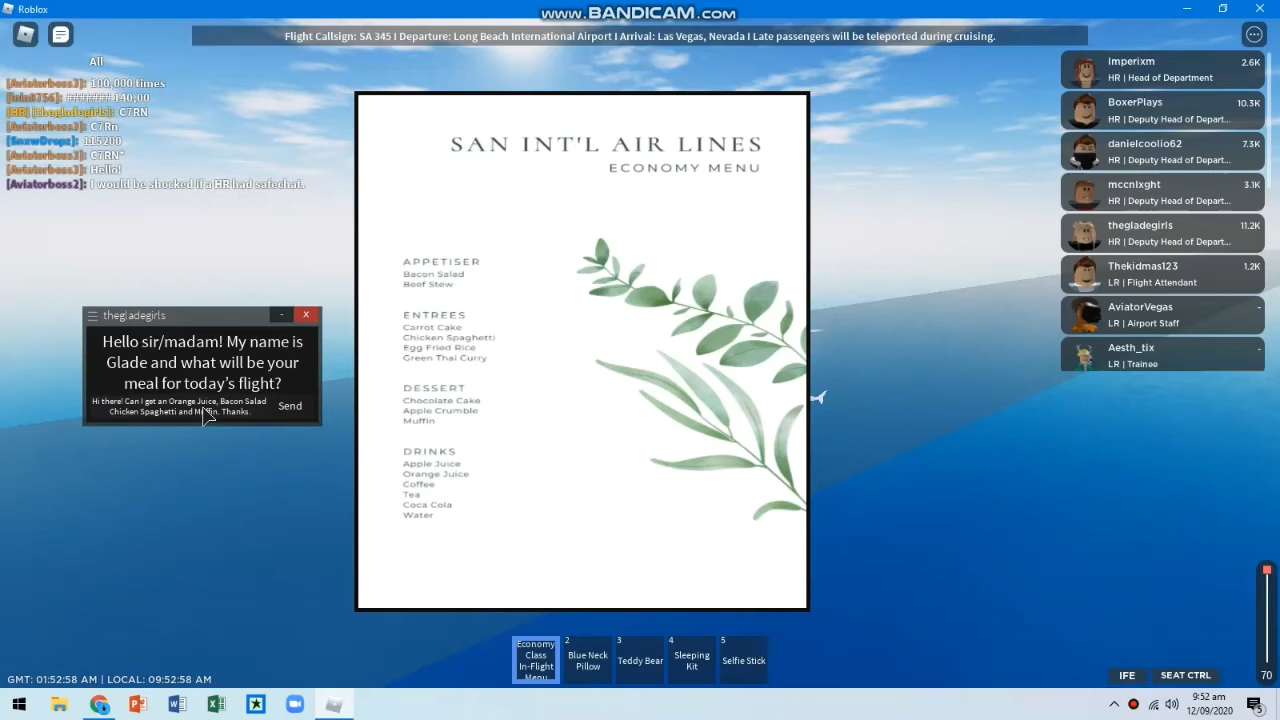 Roblox
www.BANDICAM.com
Flight Callsign: SA 345 I Departure: Long Beach International Airport I Arrival: Las Vegas, Nevada I Late passengers will be teleported during cruising.
All
[Aviatorboss3]: 100,000 times
######140,00
[HR] [thegladegirls]: C7RN
[Aviatorboss3]: C7Rn
[SnxwDropz]: 115200
[Aviatorboss3]: C7RN*
[Aviatorboss3]: Hello!
[Aviatorboss2]: I would be shocked if a HR had safechat.
thegladegirls
- X
Hello sir/madam! My name is
Glade and what will be your
meal for today's flight?
Hi there! Can I get an Orange Juice, Bacon Salad
Chicken Spaghetti and Muffin. Thanks.
Send
SAN INT'L AIR LINES
ECONOMY MENU
APPETISER
Bacon Salad
Beef Stew
ENTREES
Carrot Cake
Chicken Spaghetti
Egg Fried Rice
Green Thai Curry
DESSERT
Chocolate Cake
Apple Crumble
Muffin
DRINKS
Apple Juice
Orange Juice
Coffee
Tea
Coca Cola
Water
Imperixm 2.6K
HR | Head of Department
BoxerPlays 10.3K
HR | Deputy Head of Depart...
danielcoolio62 7.3K
HR | Deputy Head of Depart...
mccnlxght 3.1K
HR | Deputy Head of Depart...
thegladegirls 11.2K
HR | Deputy Head of Depart...
Thekidmas123 1.2K
LR | Flight Attendant
AviatorVegas -
LR | Airport Staff
Aesth_tix -
LR | Trainee
Economy
Class
In-Flight
Menu
2
Blue Neck
Pillow
3
Teddy Bear
4
Sleeping
Kit
5
Selfie Stick
GMT: 01:52:58 AM | LOCAL: 09:52:58 AM
IFE
SEAT CTRL
70
9:52 am
12/09/2020
5